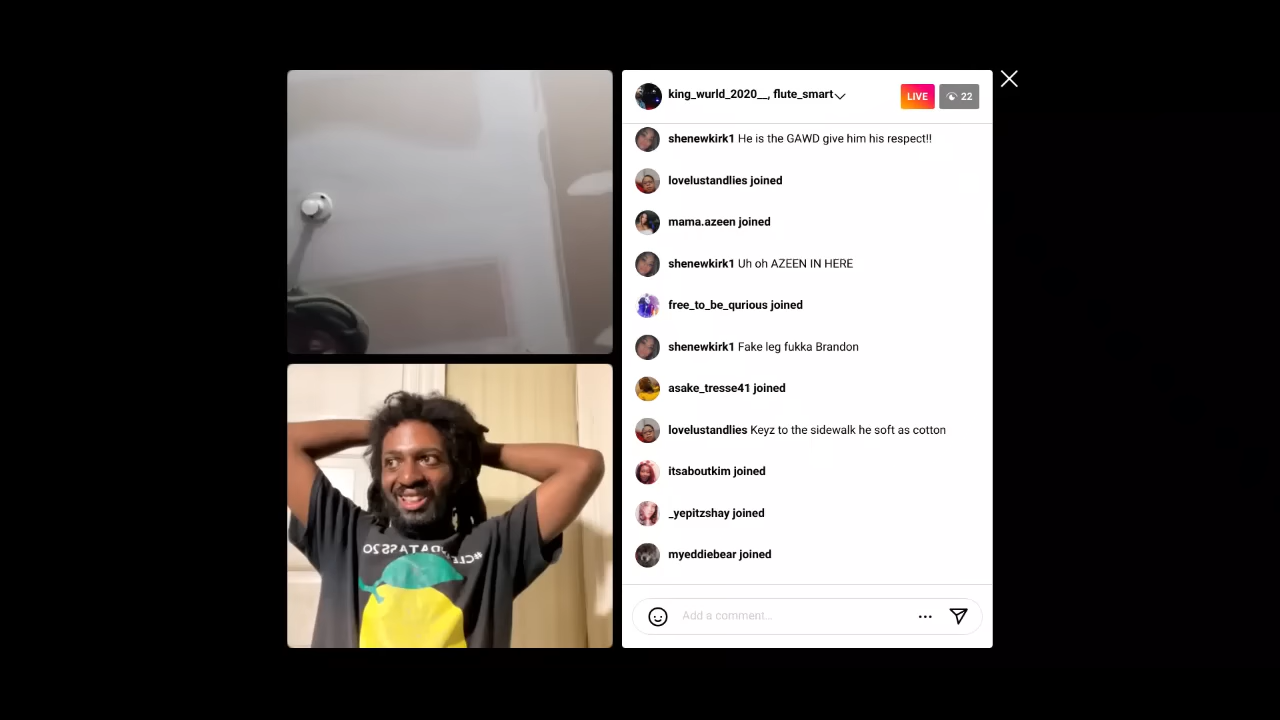 king_wurld_2020__, flute_smart
LIVE
22
shenewkirk1 He is the GAWD give him his respect!!
lovelustandlies joined
mama.azeen joined
shenewkirk1 Uh oh AZEEN IN HERE
free_to_be_qurious joined
shenewkirk1 Fake leg fukka Brandon
asake_tresse41 joined
lovelustandlies Keyz to the sidewalk he soft as cotton
itsaboutkim joined
_yepitzshay joined
myeddiebear joined
Add a comment...